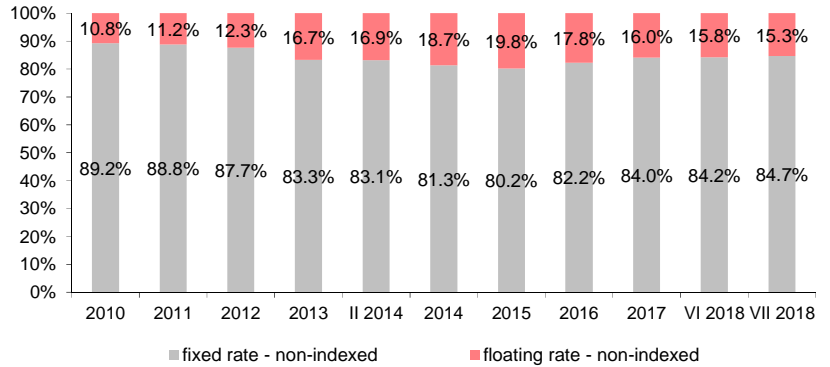 100%
90%
80%
70%
60%
50%
40%
30%
20%
10%
0%
10.8% 11.2% 12.3% 16.7% 16.9% 18.7% 19.8% 17.8% 16.0% 15.8% 15.3%
89.2% 88.8% 87.7% 83.3% 83.1% 81.3% 80.2% 82.2% 84.0% 84.2% 84.7%
2010 2011 2012 2013 II 2014 2014 2015 2016 2017 VI 2018 VII 2018
fixed rate - non-indexed floating rate - non-indexed